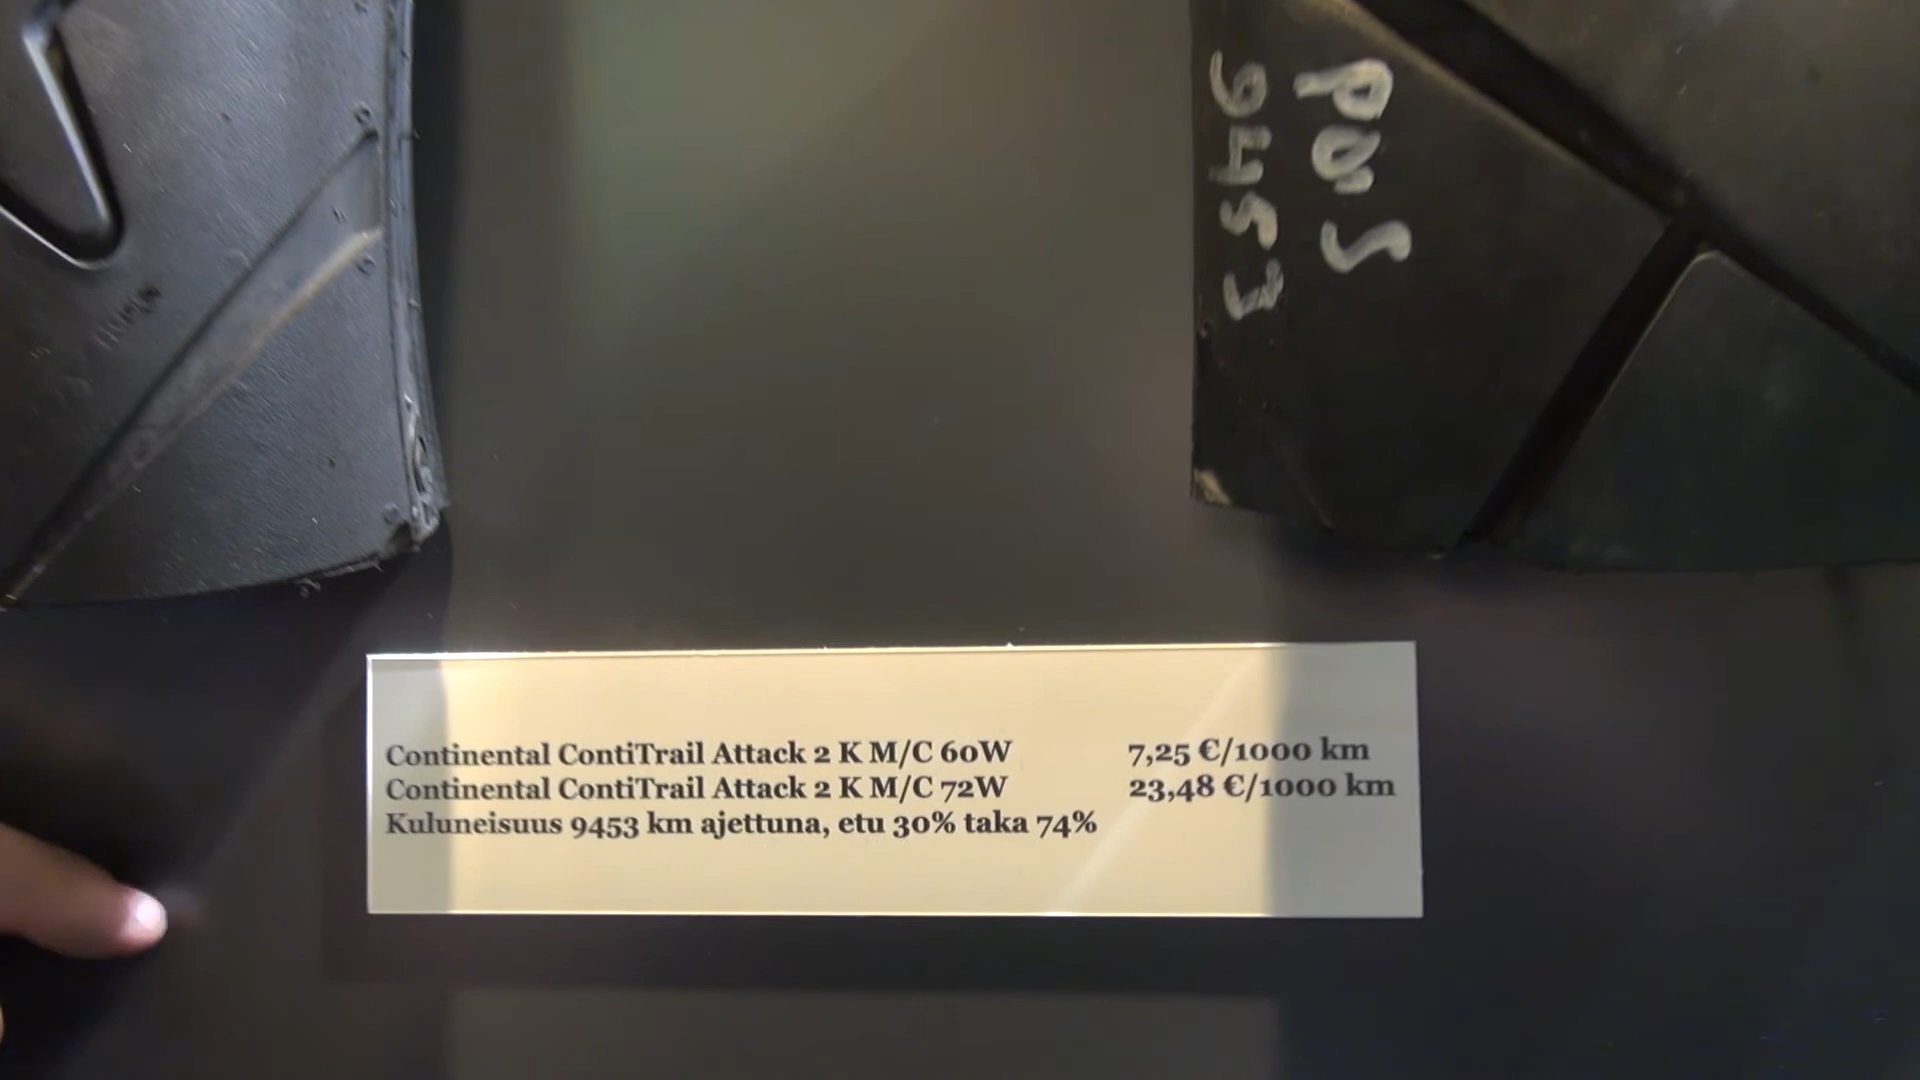 9453
Continental ContiTrail Attack 2 K M/C 60W 7,25 €/1000 km
Continental ContiTrail Attack 2 K M/C 72W 23,48 €/1000 km
Kuluneisuus 9453 km ajettuna, etu 30% taka 74%